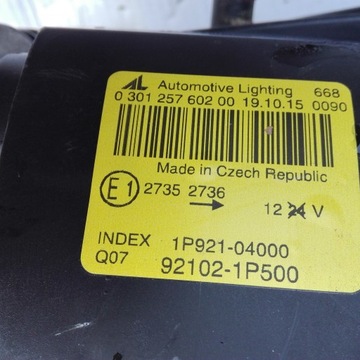 AL Automotive Lighting 668
0 301 257 602 00 19.10.15 0090
Made in Czech Republic
E1 2735 2736
12 24 V
INDEX 1P921-04000
Q07 92102-1P500